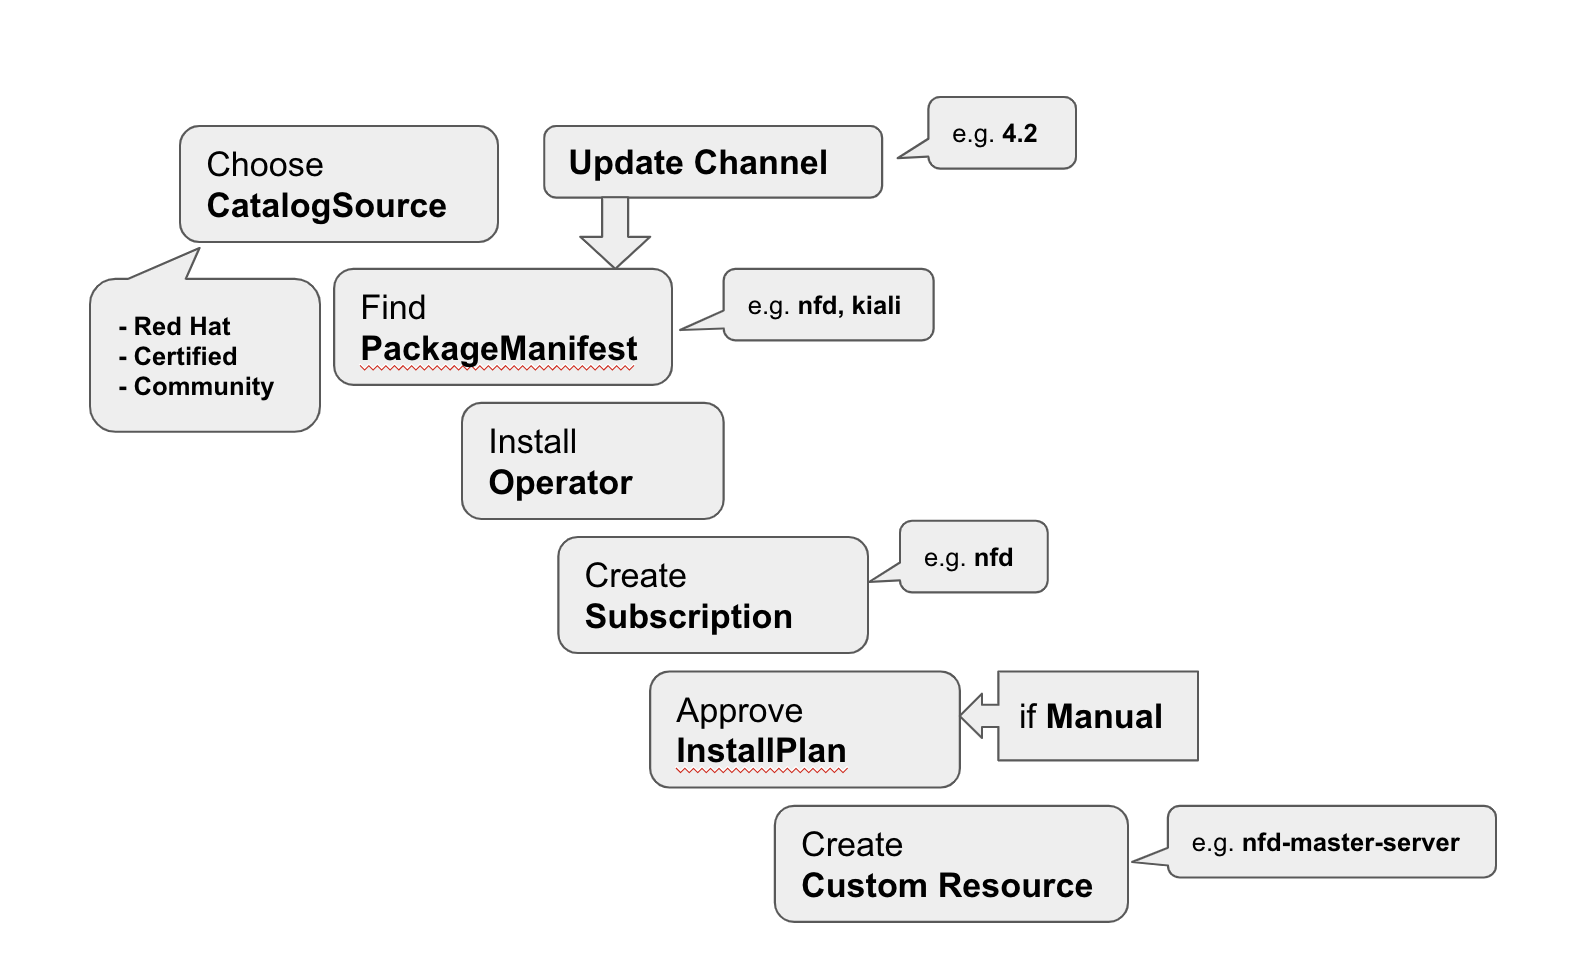 Choose
CatalogSource
Update Channel
e.g. 4.2
- Red Hat
- Certified
- Community
Find
PackageManifest
e.g. nfd, kiali
Install
Operator
Create
Subscription
e.g. nfd
Approve
InstallPlan
if Manual
Create
Custom Resource
e.g. nfd-master-server